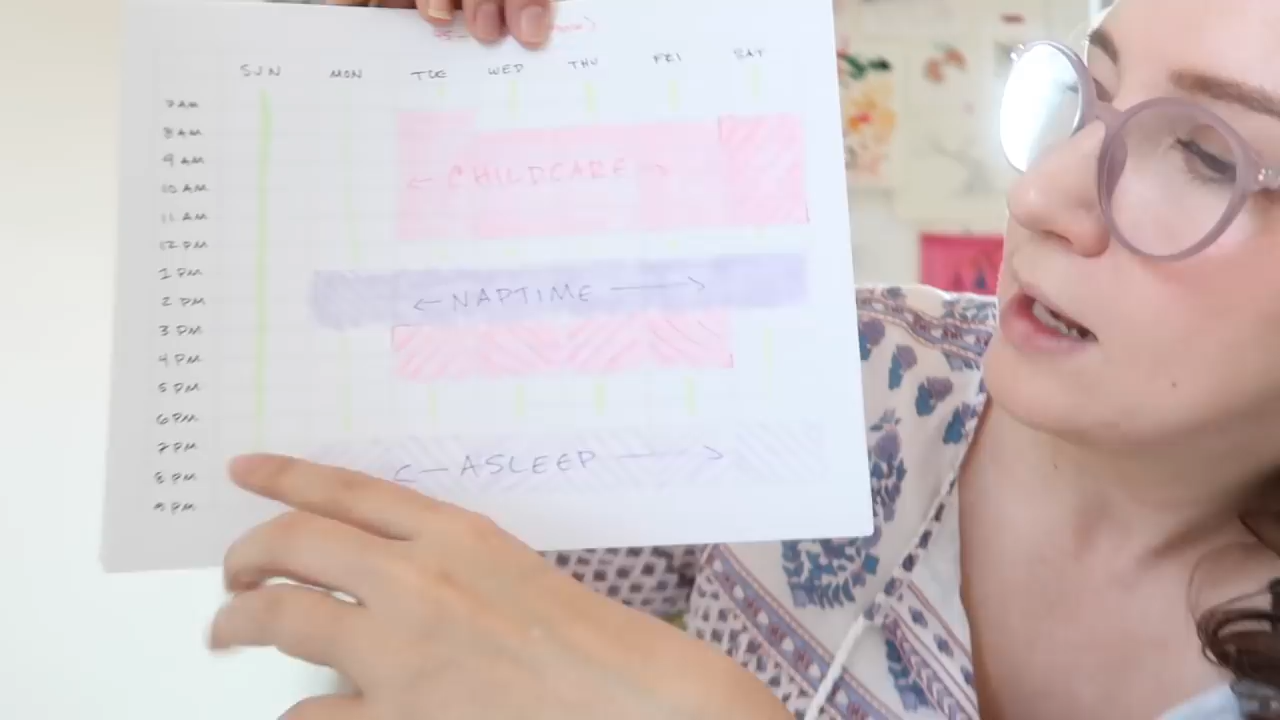 SUN MON TUE WED THU FRI SAT
7 AM
8 AM
9 AM
← CHILDCARE →
10 AM
11 AM
12 PM
1 PM
2 PM
← NAPTIME →
3 PM
4 PM
5 PM
6 PM
7 PM
← ASLEEP →
8 PM
9 PM